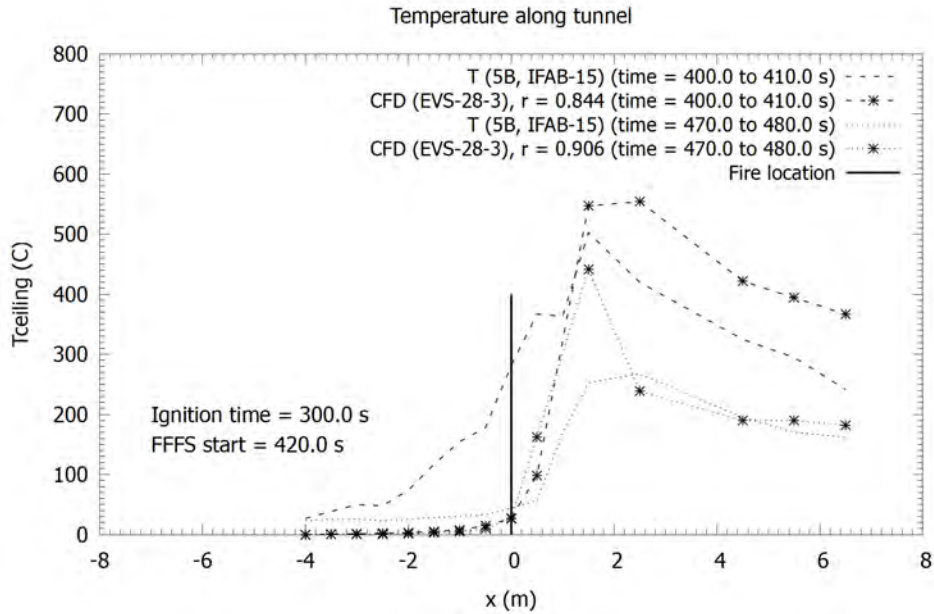 Temperature along tunnel
800
700
600
500
400
300
200
100
0
Tceiling (C)
T (5B, IFAB-15) (time = 400.0 to 410.0 s)
CFD (EVS-28-3), r = 0.844 (time = 400.0 to 410.0 s)
T (5B, IFAB-15) (time = 470.0 to 480.0 s)
CFD (EVS-28-3), r = 0.906 (time = 470.0 to 480.0 s)
Fire location
Ignition time = 300.0 s
FFFS start = 420.0 s
-8 -6 -4 -2 0 2 4 6 8
x (m)